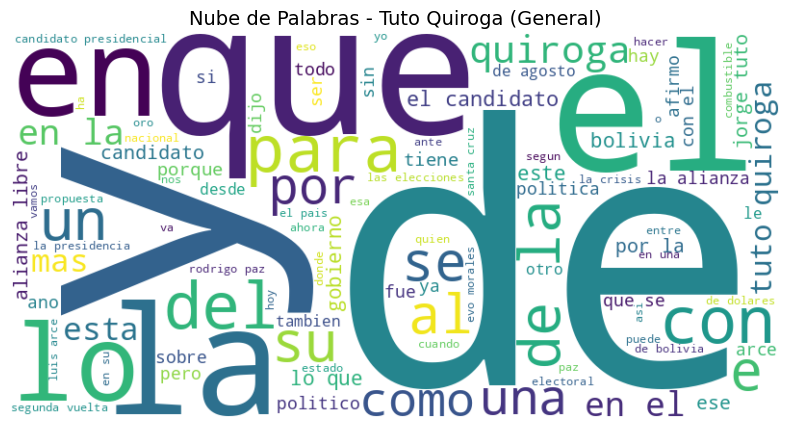 Nube de Palabras - Tuto Quiroga (General)
candidato presidencial
en
que
el
eso
yo
si
todo
ser
sin
quiroga
de agosto
hacer
hay
afirmo
con el
combustible
jorge tuto
ha
oro
nacional
dijo
el candidato
o
en la
candidato
porque
nos
desde
para
por
ante
tiene
las elecciones
santa cruz
segun
este
politica
bolivia
la crisis
la alianza
tuto quiroga
alianza libre
vamos
propuesta
un
la presidencia
mas
y
va
el pais
ahora
esa
de
quien
se
fue
ya
al
evo morales
cuando
de la
otro
entre
por la
en una
le
que se
de dolares
asi
puede
con
rodrigo paz
donde
gobierno
hoy
ano
esta
del
tambien
su
lo
luis arce
en su
la
sobre
pero
estado
lo que
politico
como
una
paz
electoral
en el
de bolivia
arce
e
ese
segunda vuelta